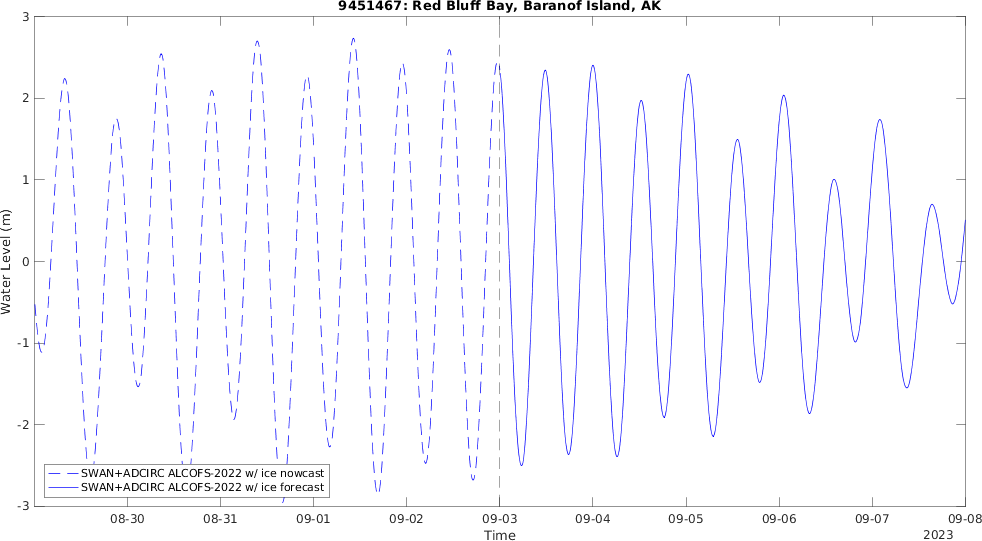 9451467: Red Bluff Bay, Baranof Island, AK
3
2
1
0
-1
-2
-3
Water Level (m)
SWAN+ADCIRC ALCOFS-2022 w/ ice nowcast
SWAN+ADCIRC ALCOFS-2022 w/ ice forecast
08-30 08-31 09-01 09-02 09-03 09-04 09-05 09-06 09-07 09-08
Time
2023